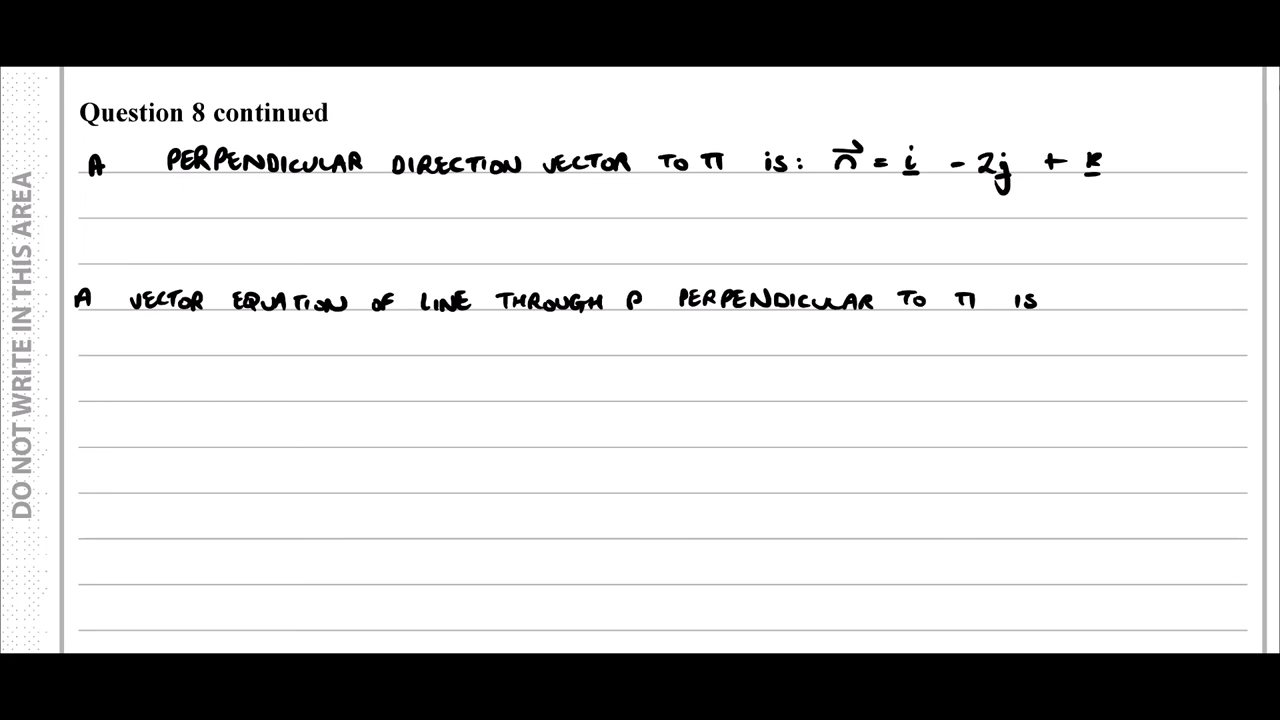 Question 8 continued
A PERPENDICULAR DIRECTION VECTOR TO Π is: n⃗ = i - 2j + k
A VECTOR EQUATION OF LINE THROUGH P PERPENDICULAR TO Π IS
DO NOT WRITE IN THIS AREA